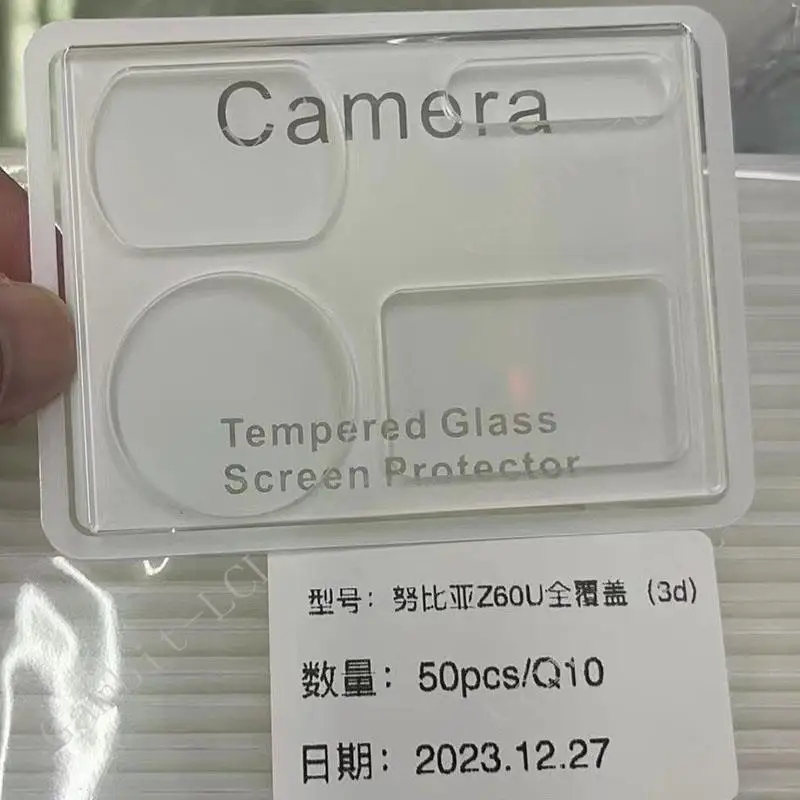 Camera
Tempered Glass
Screen Protector
型号：努比亚Z60U全覆盖（3d）
数量：50pcs/Q10
日期：2023.12.27